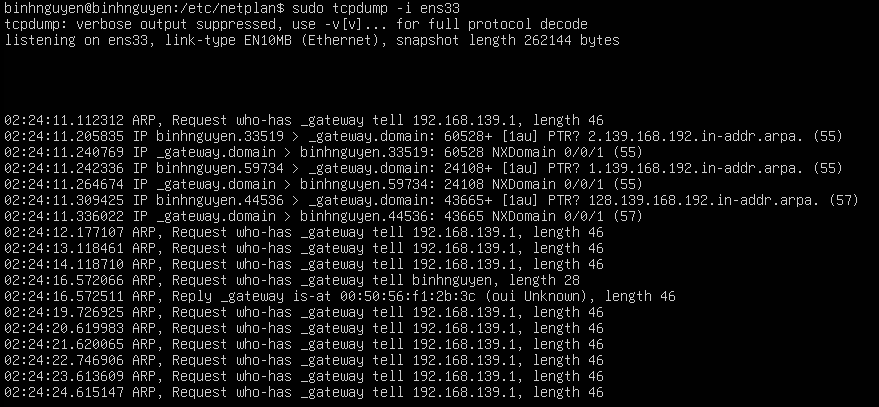 binhnguyen@binhnguyen:/etc/netplan$ sudo tcpdump -i ens33
tcpdump: verbose output suppressed, use -v[v]... for full protocol decode
listening on ens33, link-type EN10MB (Ethernet), snapshot length 262144 bytes
02:24:11.112312 ARP, Request who-has _gateway tell 192.168.139.1, length 46
02:24:11.205835 IP binhnguyen.33519 > _gateway.domain: 60528+ [1au] PTR? 2.139.168.192.in-addr.arpa. (55)
02:24:11.240769 IP _gateway.domain > binhnguyen.33519: 60528 NXDomain 0/0/1 (55)
02:24:11.242336 IP binhnguyen.59734 > _gateway.domain: 24108+ [1au] PTR? 1.139.168.192.in-addr.arpa. (55)
02:24:11.264674 IP _gateway.domain > binhnguyen.59734: 24108 NXDomain 0/0/1 (55)
02:24:11.309425 IP binhnguyen.44536 > _gateway.domain: 43665+ [1au] PTR? 128.139.168.192.in-addr.arpa. (57)
02:24:11.336022 IP _gateway.domain > binhnguyen.44536: 43665 NXDomain 0/0/1 (57)
02:24:12.177107 ARP, Request who-has _gateway tell 192.168.139.1, length 46
02:24:13.118461 ARP, Request who-has _gateway tell 192.168.139.1, length 46
02:24:14.118710 ARP, Request who-has _gateway tell 192.168.139.1, length 46
02:24:16.572066 ARP, Request who-has _gateway tell binhnguyen, length 28
02:24:16.572511 ARP, Reply _gateway is-at 00:50:56:f1:2b:3c (oui Unknown), length 46
02:24:19.726925 ARP, Request who-has _gateway tell 192.168.139.1, length 46
02:24:20.619983 ARP, Request who-has _gateway tell 192.168.139.1, length 46
02:24:21.620065 ARP, Request who-has _gateway tell 192.168.139.1, length 46
02:24:22.746906 ARP, Request who-has _gateway tell 192.168.139.1, length 46
02:24:23.613609 ARP, Request who-has _gateway tell 192.168.139.1, length 46
02:24:24.615147 ARP, Request who-has _gateway tell 192.168.139.1, length 46